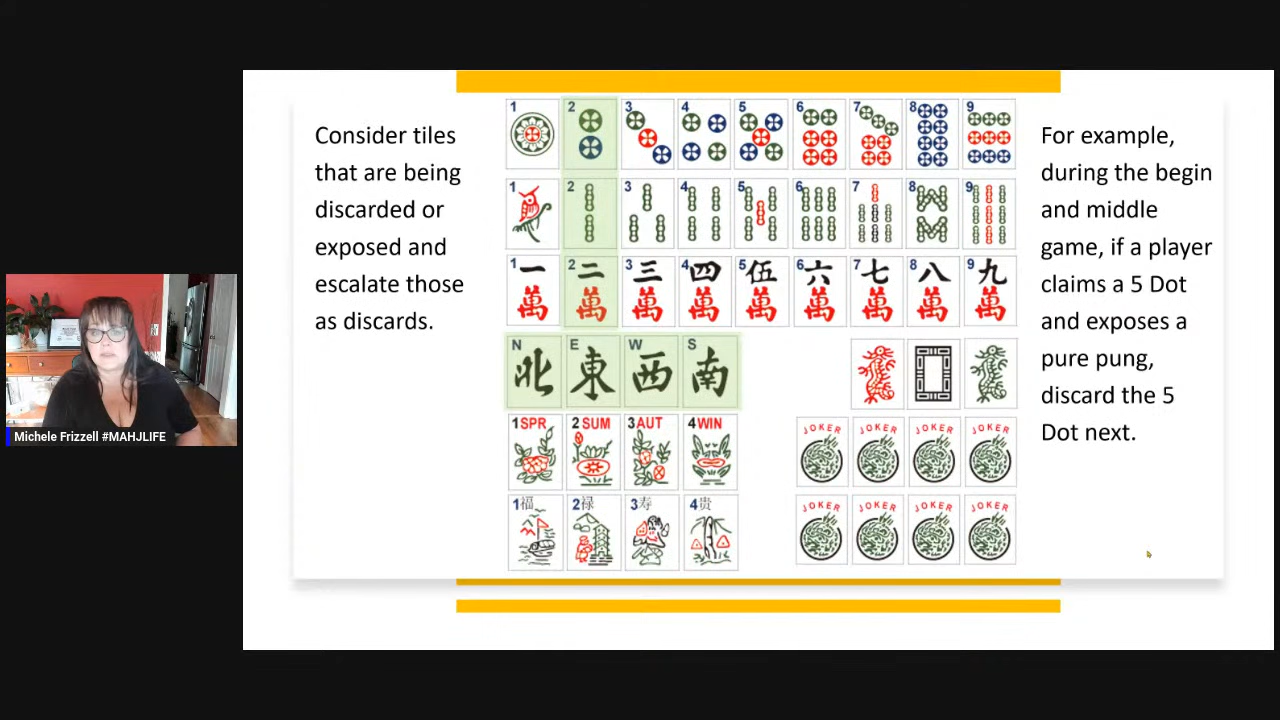 Consider tiles
that are being
discarded or
exposed and
escalate those
as discards.
1 2 3 4 5 6 7 8 9
1 2 3 4 5 6 7 8 9
1 2 3 4 5 6 7 8 9
一 二 三 四 伍 六 七 八 九
萬 萬 萬 萬 萬 萬 萬 萬 萬
N E W S
北 東 西 南
1SPR 2SUM 3AUT 4WIN
JOKER JOKER JOKER JOKER
1福 2禄 3寿 4贵
JOKER JOKER JOKER JOKER
For example,
during the begin
and middle
game, if a player
claims a 5 Dot
and exposes a
pure pung,
discard the 5
Dot next.
Michele Frizzell #MAHJLIFE